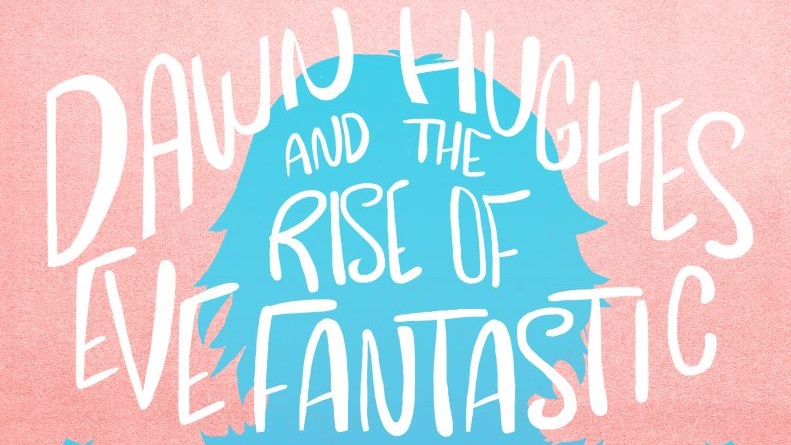 DAWN HUGHES
AND THE
RISE OF
EVE FANTASTIC